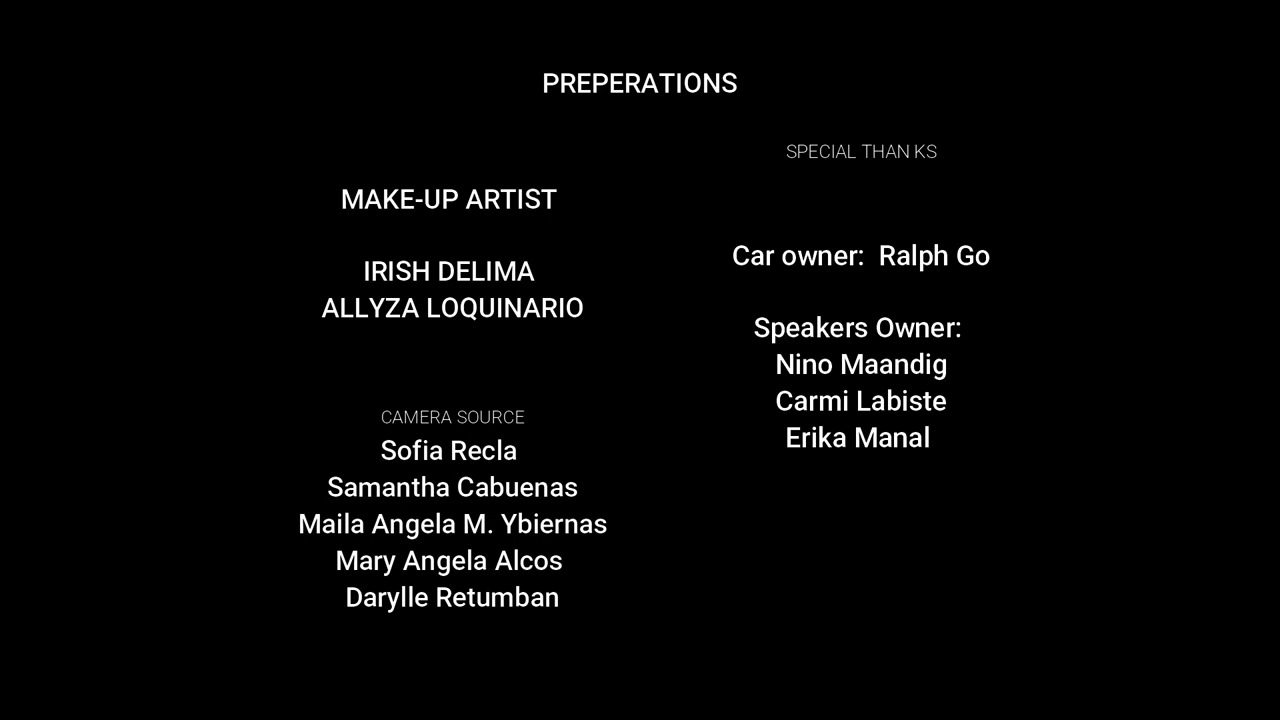 PREPERATIONS
MAKE-UP ARTIST
IRISH DELIMA
ALLYZA LOQUINARIO
CAMERA SOURCE
Sofia Recla
Samantha Cabuenas
Maila Angela M. Ybiernas
Mary Angela Alcos
Darylle Retumban
SPECIAL THAN KS
Car owner:  Ralph Go
Speakers Owner:
Nino Maandig
Carmi Labiste
Erika Manal